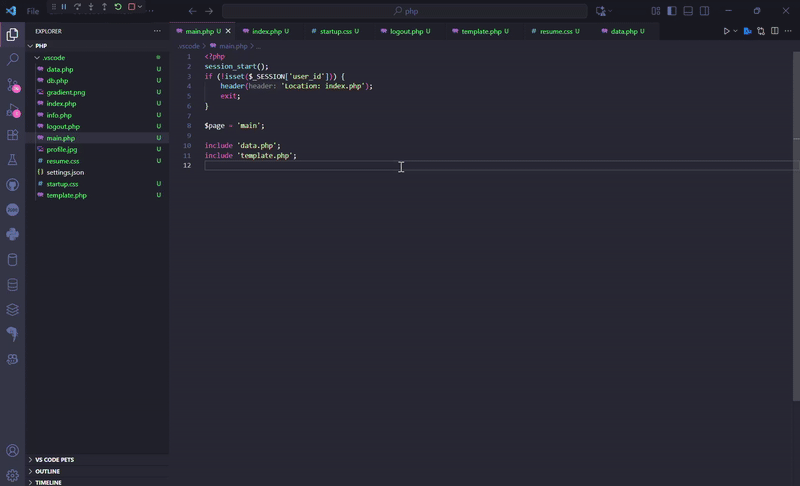 File
...
php
EXPLORER
...
main.php U
index.php U
startup.css U
logout.php U
template.php U
resume.css U
data.php U
PHP
.vscode
data.php U
db.php U
gradient.png U
index.php U
info.php U
logout.php U
main.php U
profile.jpg U
resume.css U
settings.json
startup.css U
template.php U
.vscode > main.php > ...
1 <?php
2 session_start();
3 if (!isset($_SESSION['user_id'])) {
4 header(header: 'Location: index.php');
5 exit;
6 }
7
8 $page = 'main';
9
10 include 'data.php';
11 include 'template.php';
12
VS CODE PETS
OUTLINE
TIMELINE